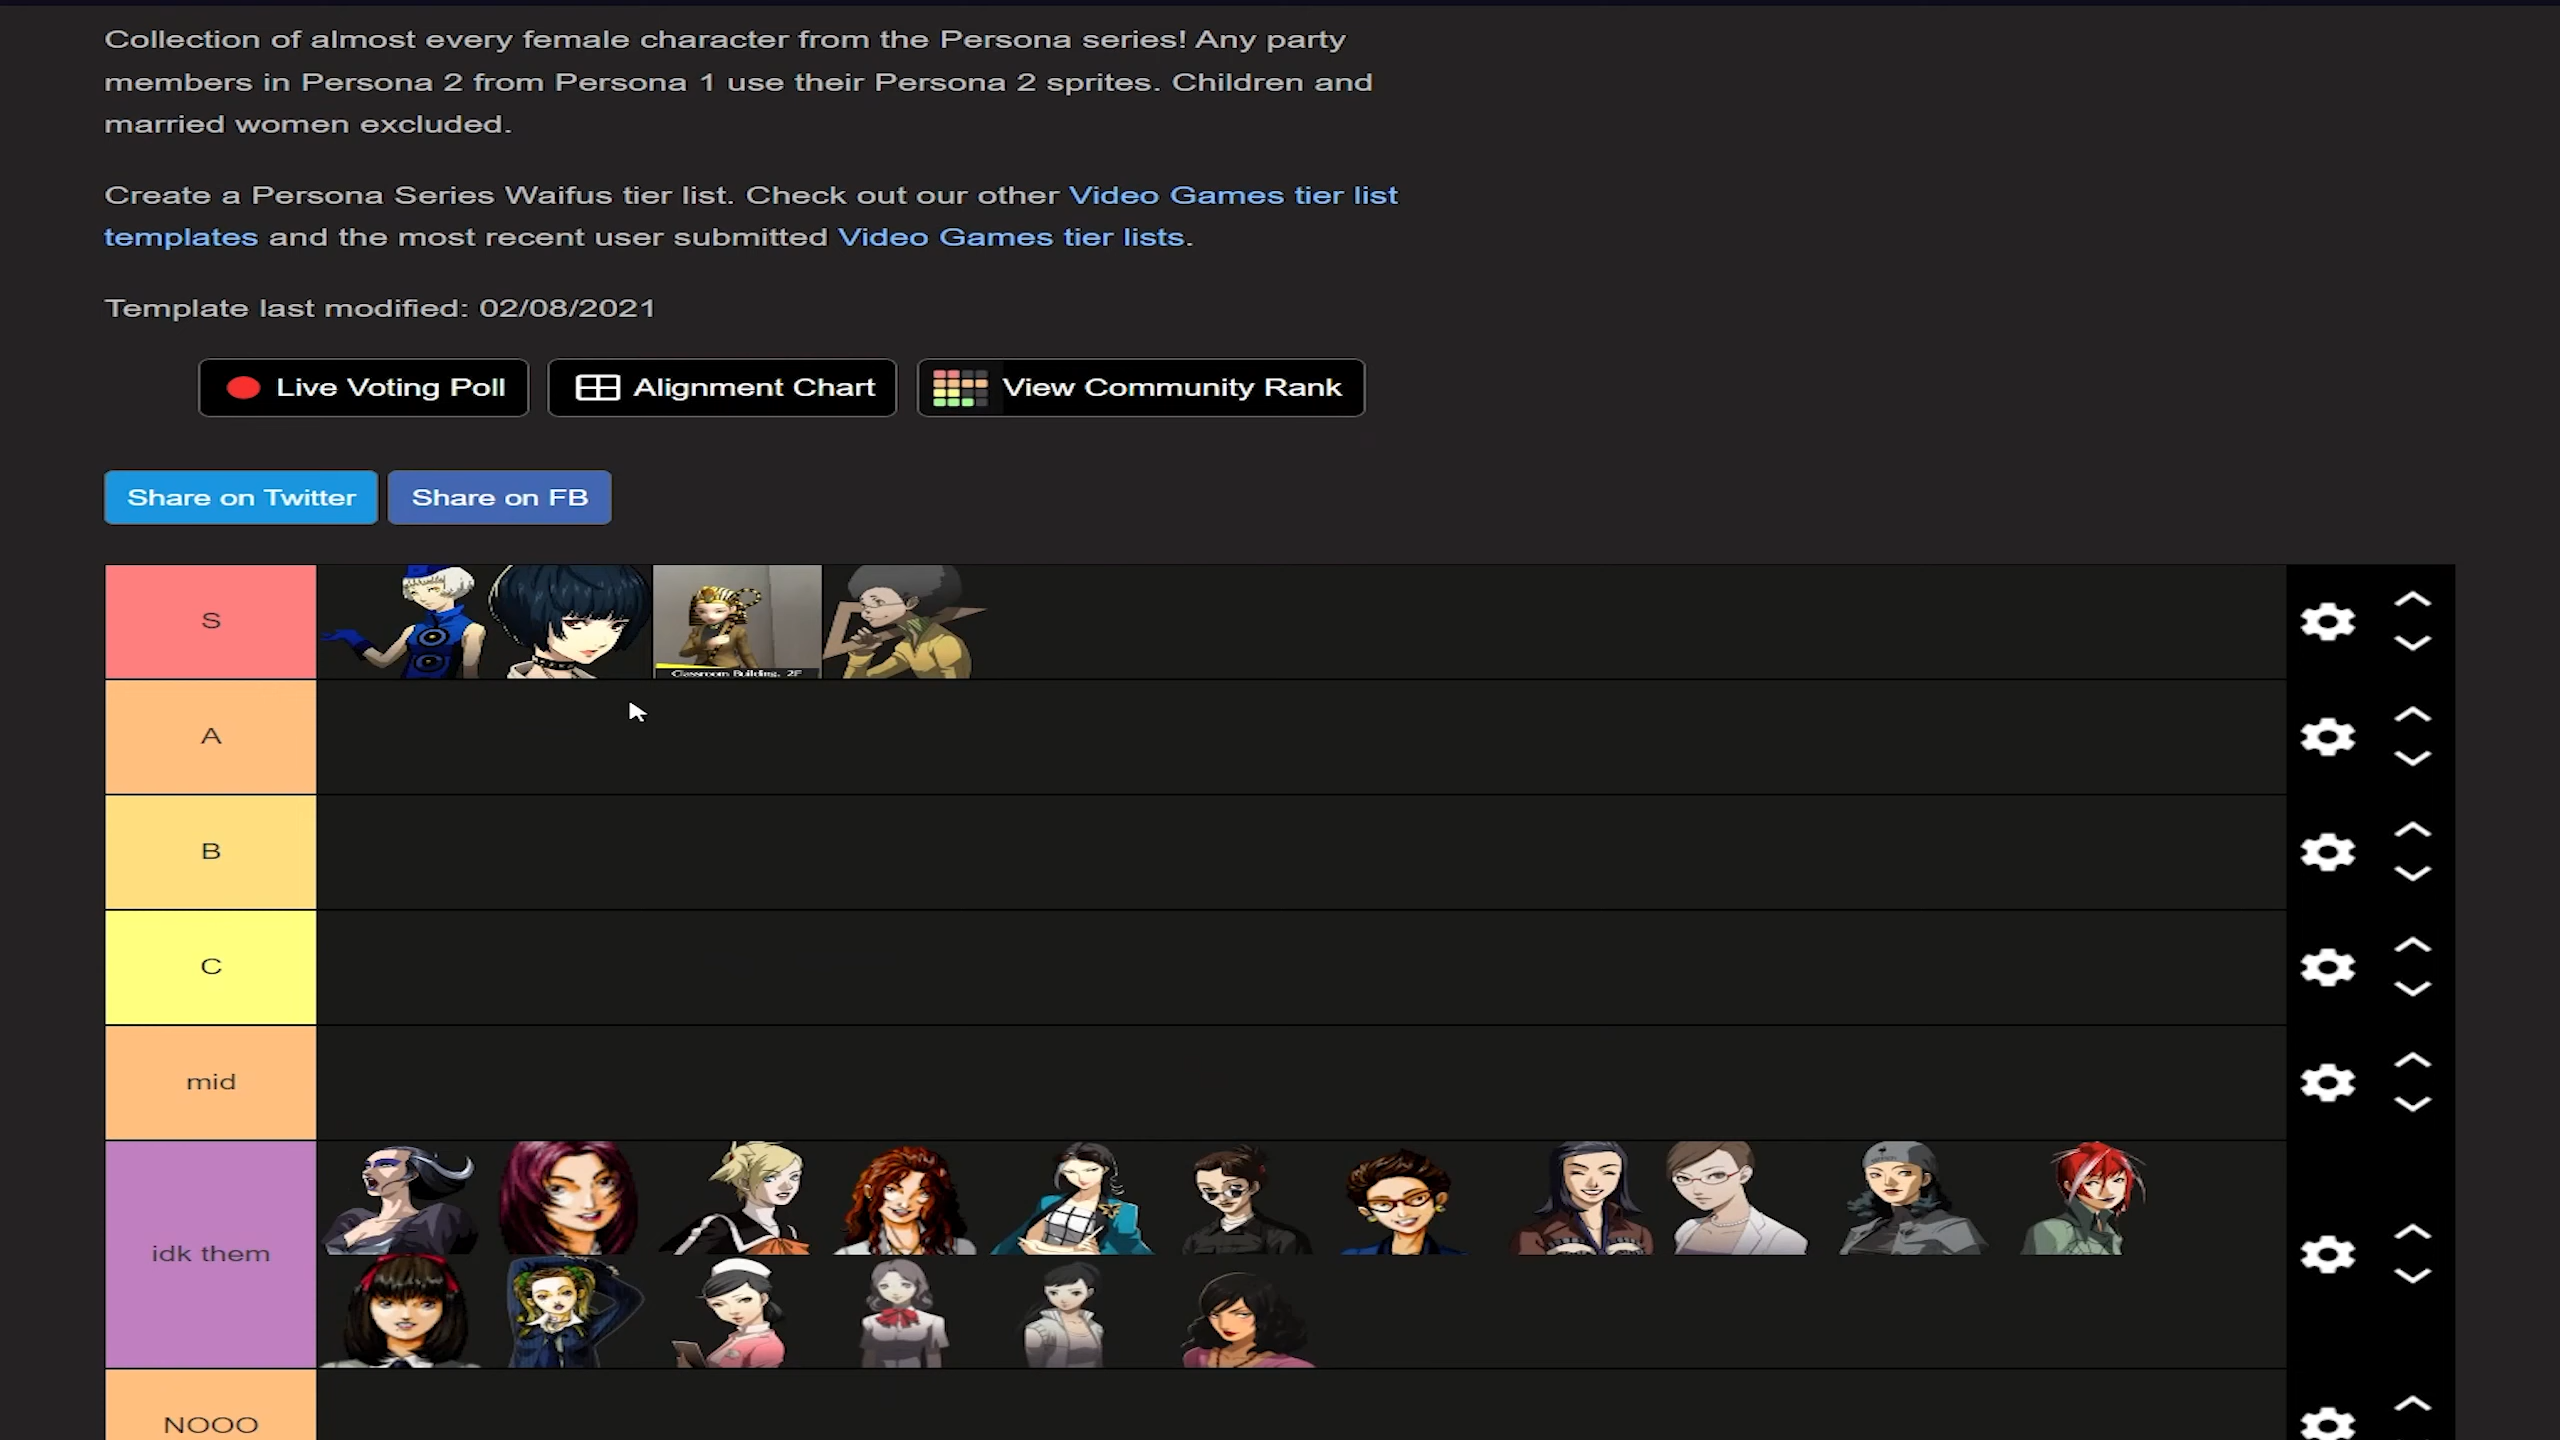 Collection of almost every female character from the Persona series! Any party
members in Persona 2 from Persona 1 use their Persona 2 sprites. Children and
married women excluded.
Create a Persona Series Waifus tier list. Check out our other Video Games tier list
templates and the most recent user submitted Video Games tier lists.
Template last modified: 02/08/2021
Live Voting Poll
Alignment Chart
View Community Rank
Share on Twitter
Share on FB
S
Classroom Building, 2F
A
B
C
mid
idk them
NOOO